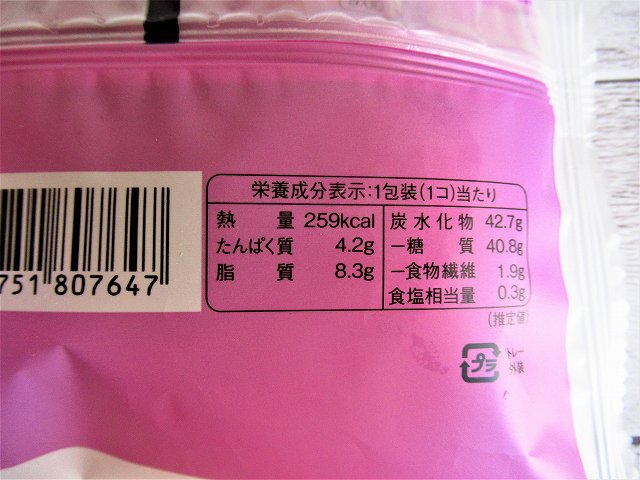 栄養成分表示:1包装(1コ)当たり
熱量 259kcal
たんぱく質 4.2g
脂質 8.3g
炭水化物 42.7g
ー糖質 40.8g
ー食物繊維 1.9g
食塩相当量 0.3g
(推定値)
751 807647
プラ
トレー
外装